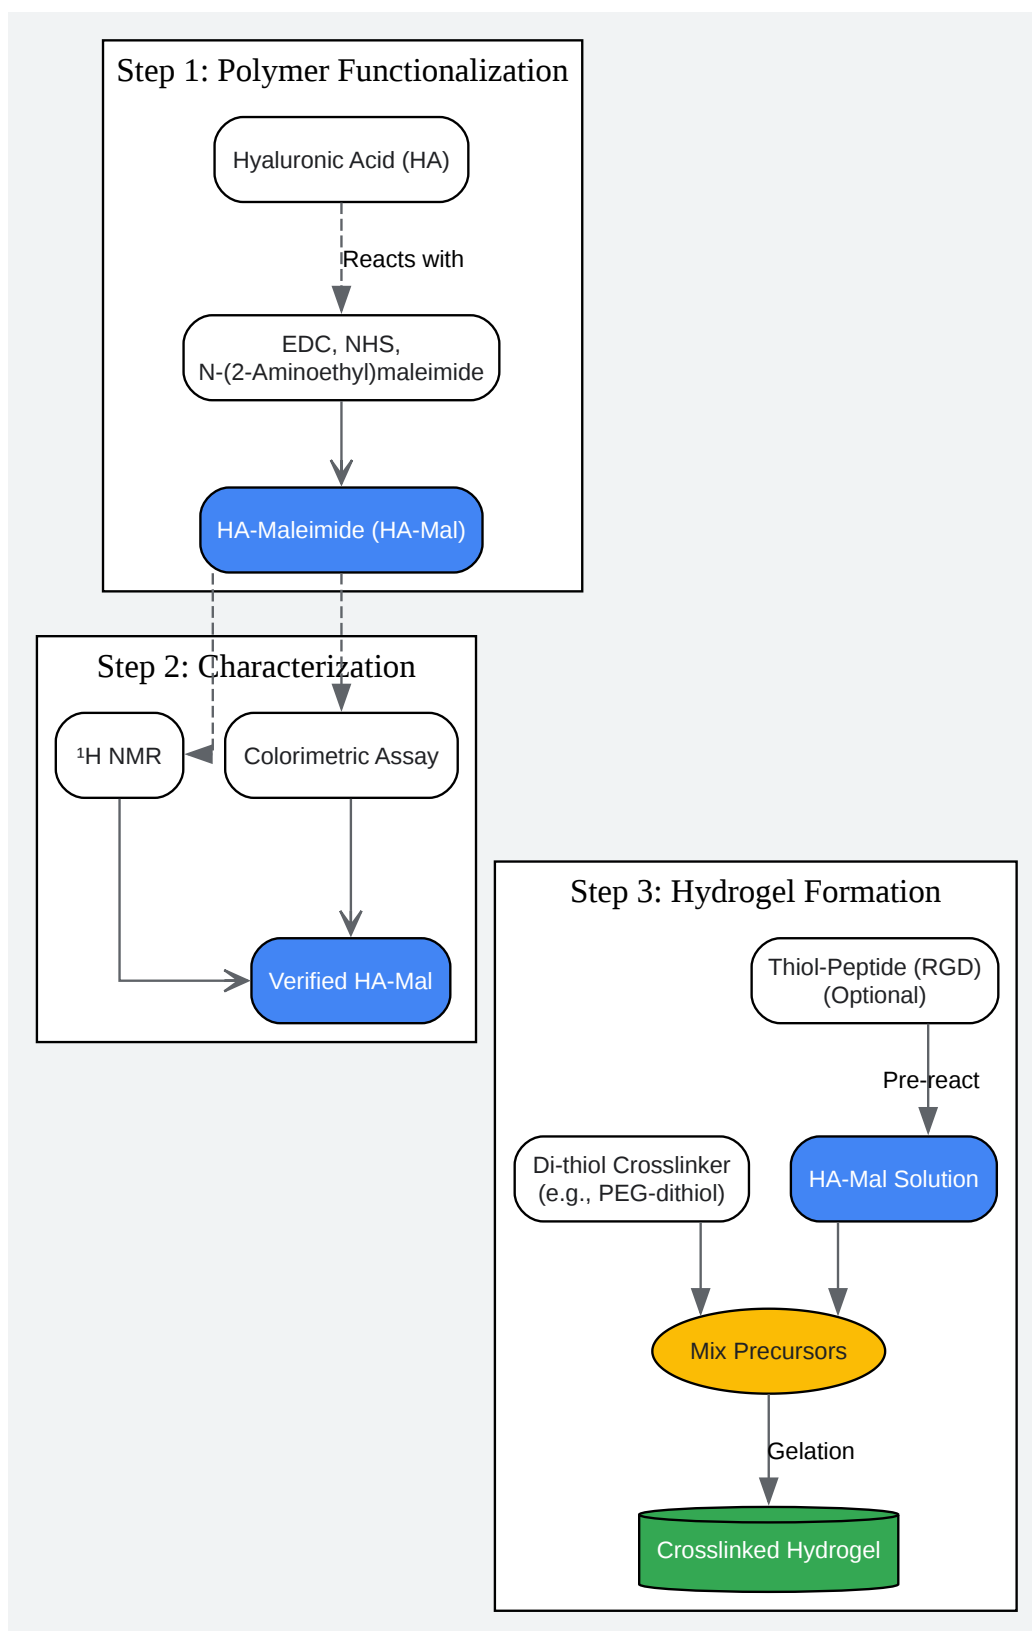 Step 1: Polymer Functionalization
Hyaluronic Acid (HA)
Reacts with
EDC, NHS,
N-(2-Aminoethyl)maleimide
HA-Maleimide (HA-Mal)
Step 2: Characterization
¹H NMR
Colorimetric Assay
Verified HA-Mal
Step 3: Hydrogel Formation
Thiol-Peptide (RGD)
(Optional)
Pre-react
Di-thiol Crosslinker
(e.g., PEG-dithiol)
HA-Mal Solution
Mix Precursors
Gelation
Crosslinked Hydrogel